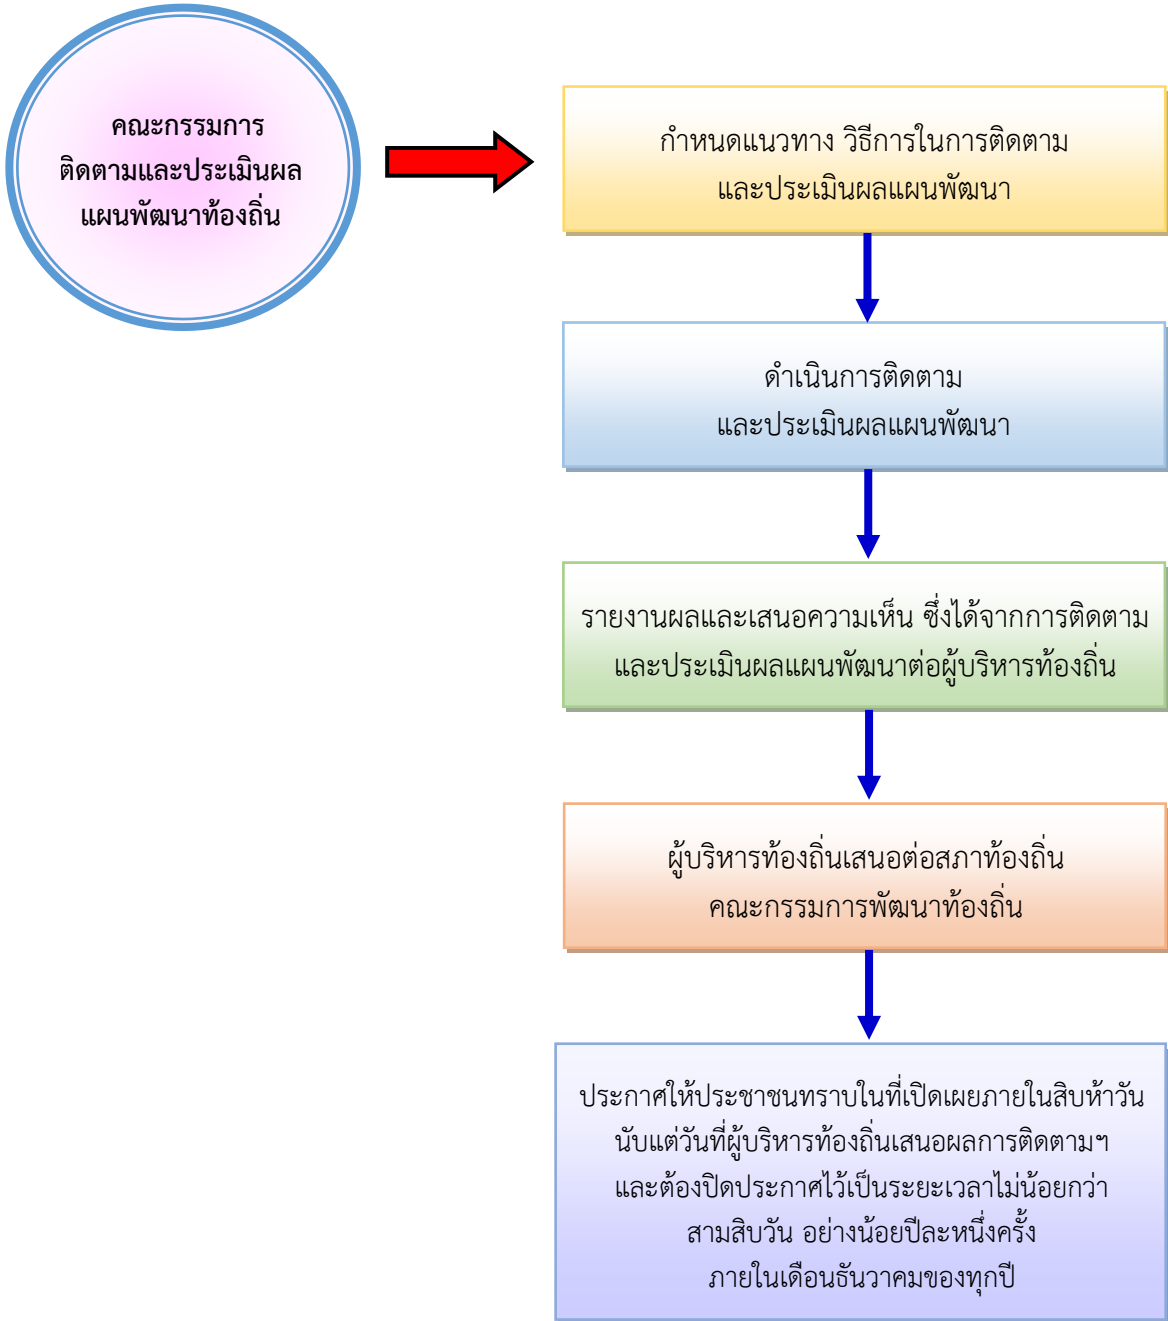 คณะกรรมการ
ติดตามและประเมินผล
แผนพัฒนาท้องถิ่น
กำหนดแนวทาง วิธีการในการติดตาม
และประเมินผลแผนพัฒนา
ดำเนินการติดตาม
และประเมินผลแผนพัฒนา
รายงานผลและเสนอความเห็น ซึ่งได้จากการติดตาม
และประเมินผลแผนพัฒนาต่อผู้บริหารท้องถิ่น
ผู้บริหารท้องถิ่นเสนอต่อสภาท้องถิ่น
คณะกรรมการพัฒนาท้องถิ่น
ประกาศให้ประชาชนทราบในที่เปิดเผยภายในสิบห้าวัน
นับแต่วันที่ผู้บริหารท้องถิ่นเสนอผลการติดตามฯ
และต้องปิดประกาศไว้เป็นระยะเวลาไม่น้อยกว่า
สามสิบวัน อย่างน้อยปีละหนึ่งครั้ง
ภายในเดือนธันวาคมของทุกปี